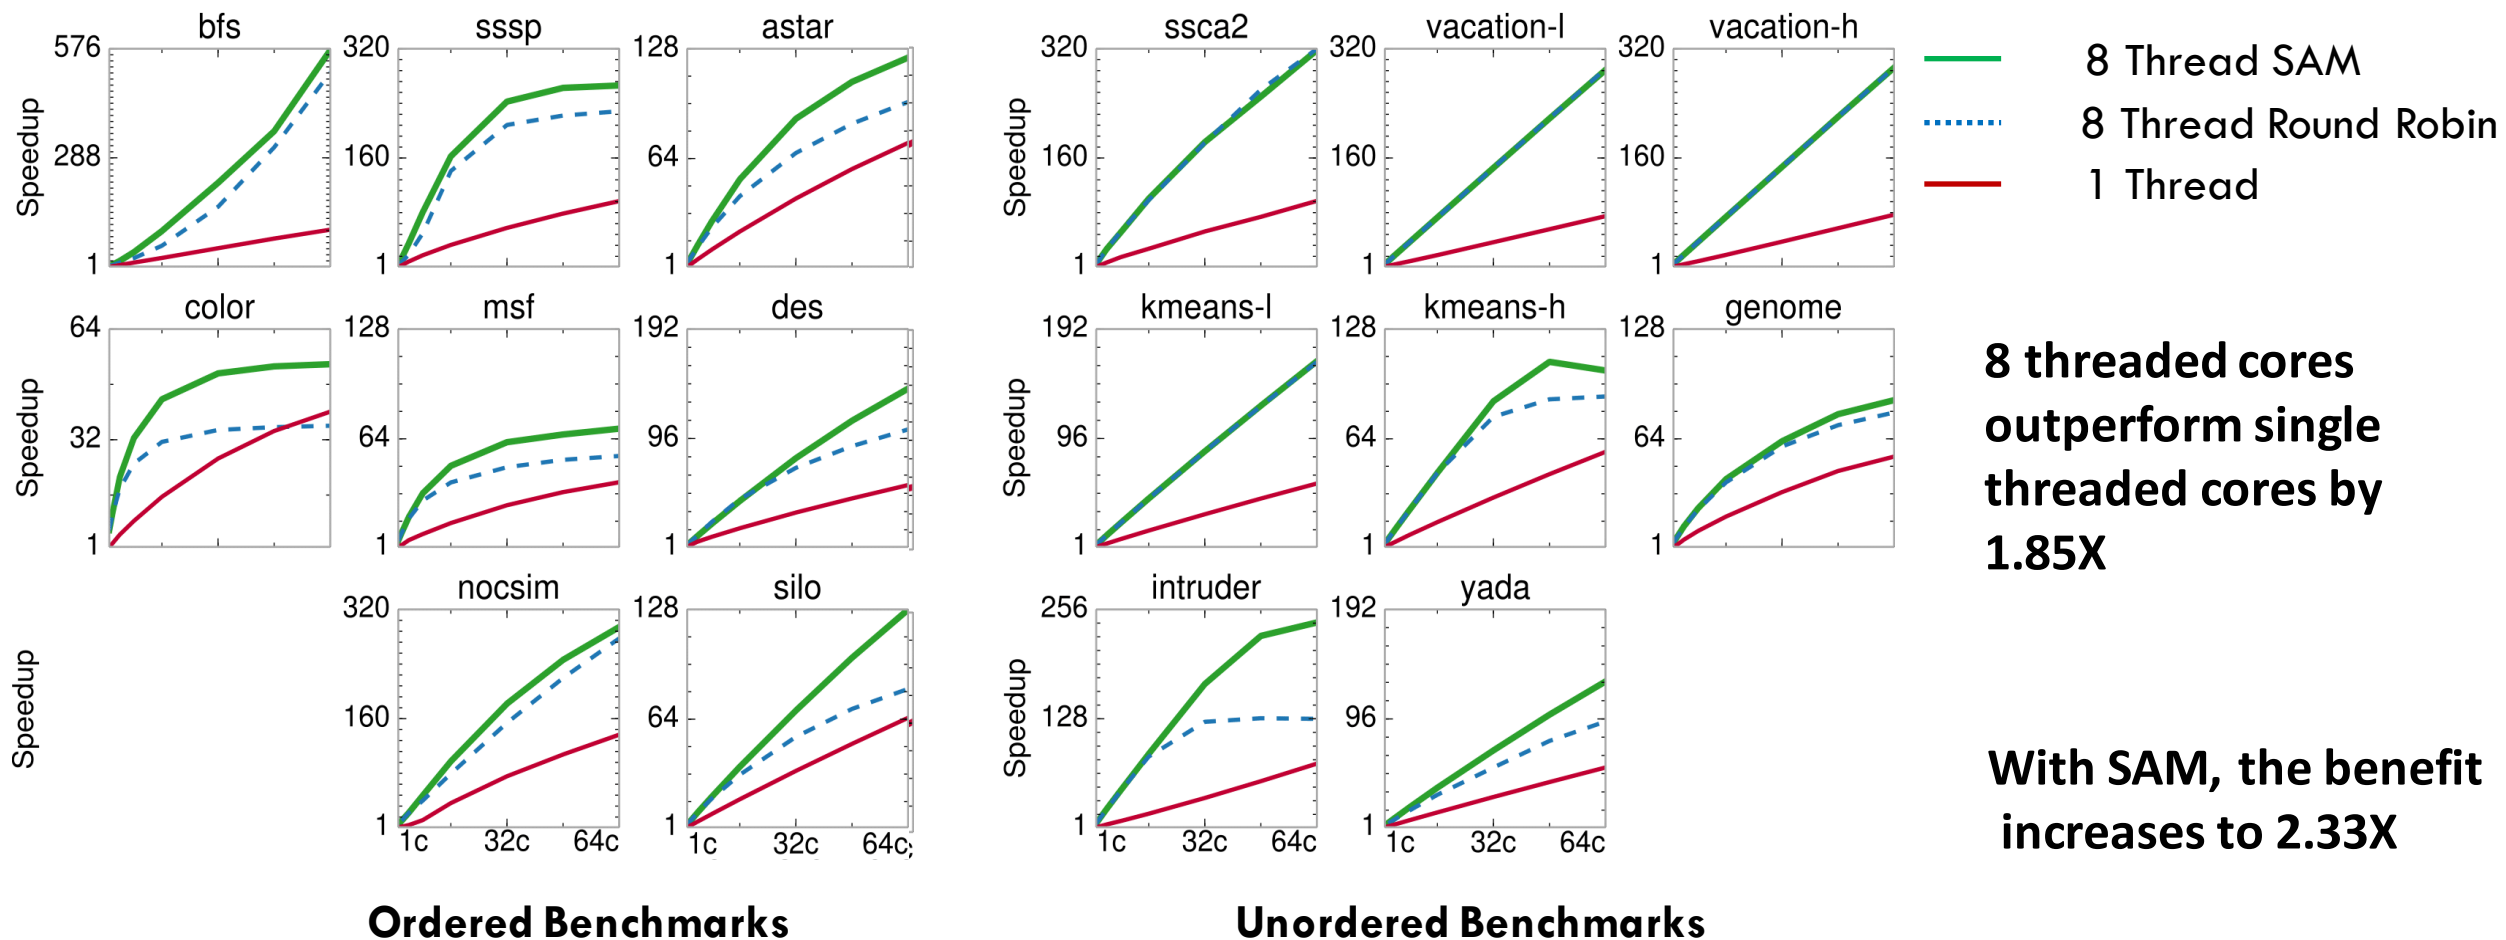 bfs
sssp
astar
ssca2
vacation-l
vacation-h
576
288
1
320
160
1
128
64
1
320
160
1
320
160
1
320
160
1
Speedup
Speedup
8 Thread SAM
8 Thread Round Robin
1 Thread
color
msf
des
kmeans-l
kmeans-h
genome
64
32
1
128
64
1
192
96
1
192
96
1
128
64
1
128
64
1
Speedup
Speedup
8 threaded cores
outperform single
threaded cores by
1.85X
nocsim
silo
intruder
yada
320
160
1
128
64
1
256
128
1
192
96
1
Speedup
Speedup
1c 32c 64c
1c 32c 64c
1c 32c 64c
1c 32c 64c
With SAM, the benefit
increases to 2.33X
Ordered Benchmarks
Unordered Benchmarks